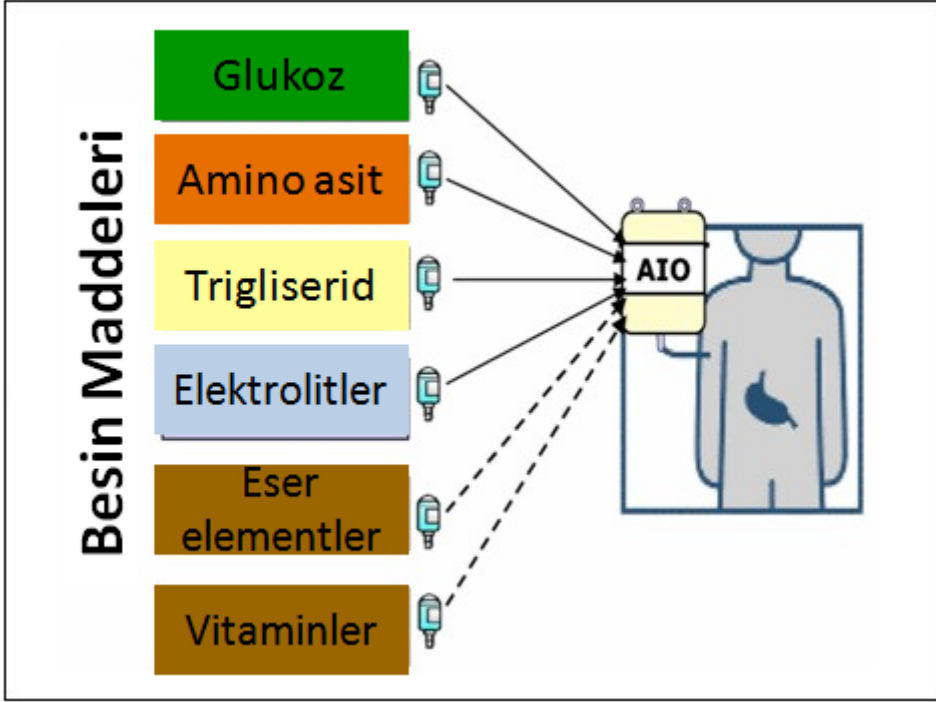 Besin Maddeleri
Glukoz
Amino asit
Trigliserid
Elektrolitler
Eser
elementler
Vitaminler
AIO